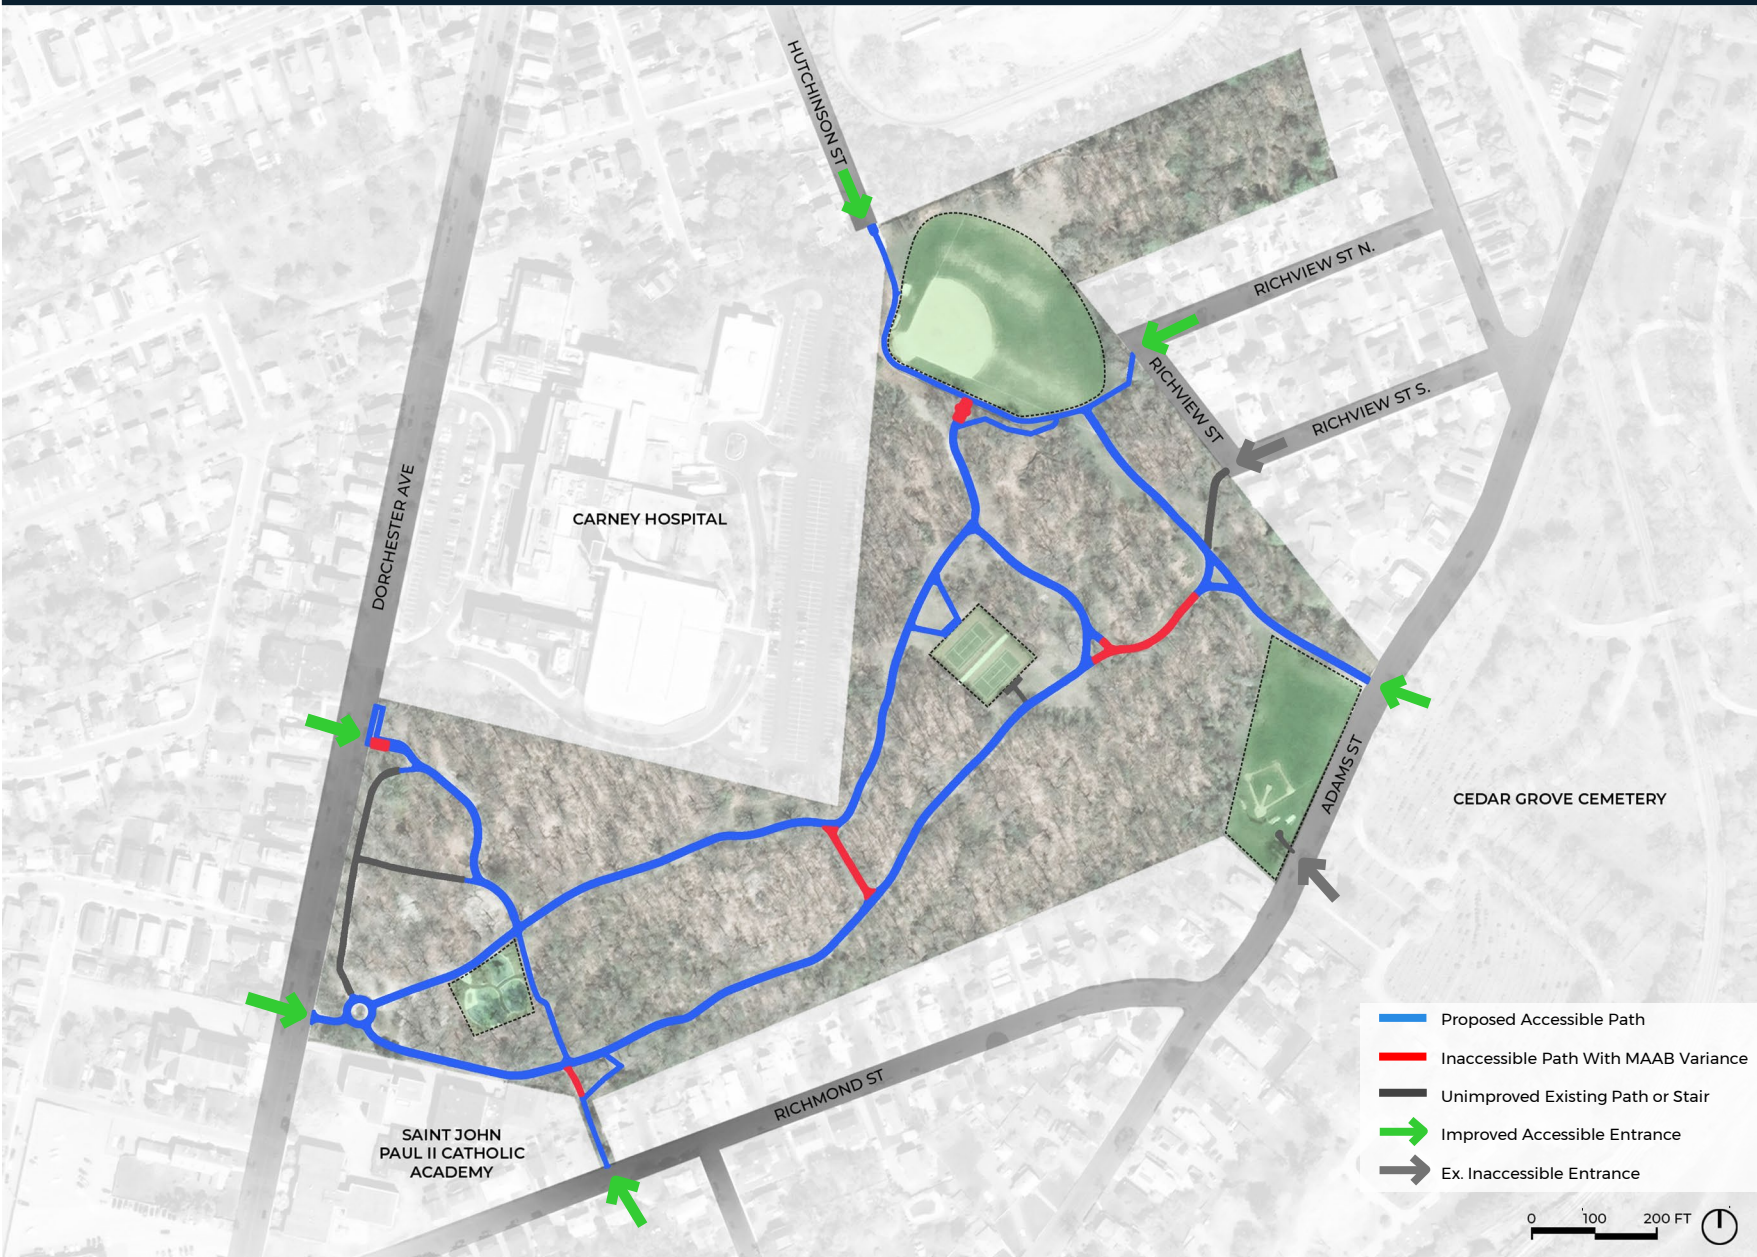 HUTCHINSON ST
RICHVIEW ST N.
RICHVIEW ST
RICHVIEW ST S.
DORCHESTER AVE
CARNEY HOSPITAL
ADAMS ST
CEDAR GROVE CEMETERY
RICHMOND ST
SAINT JOHN
PAUL II CATHOLIC
ACADEMY
Proposed Accessible Path
Inaccessible Path With MAAB Variance
Unimproved Existing Path or Stair
Improved Accessible Entrance
Ex. Inaccessible Entrance
0 100 200 FT